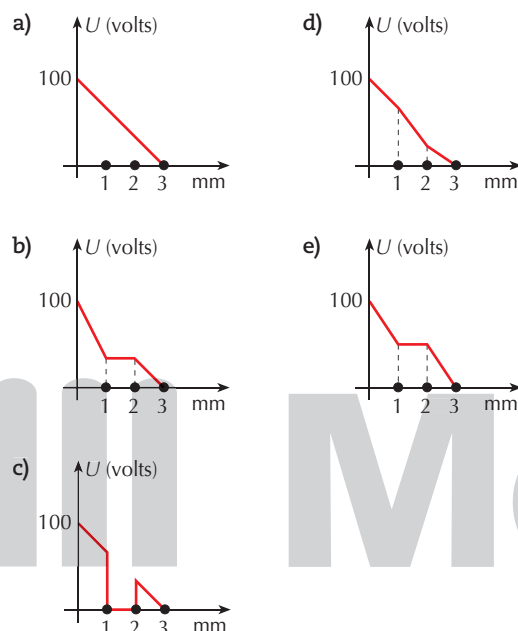 a)
U (volts)
100
1 2 3 mm
b)
U (volts)
100
1 2 3 mm
c)
U (volts)
100
1 2 3 mm
d)
U (volts)
100
1 2 3 mm
e)
U (volts)
100
1 2 3 mm